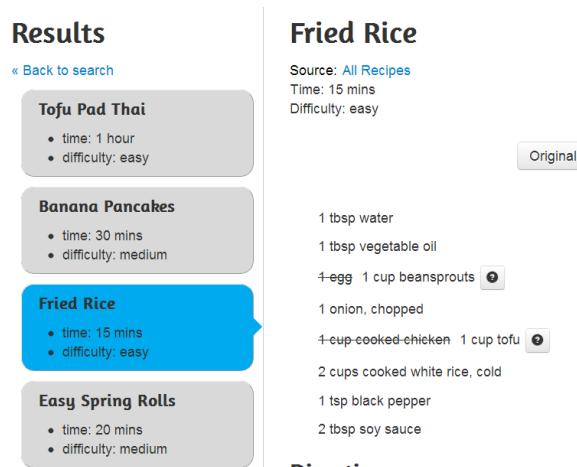 Results
« Back to search
Tofu Pad Thai
time: 1 hour
difficulty: easy
Banana Pancakes
time: 30 mins
difficulty: medium
Fried Rice
time: 15 mins
difficulty: easy
Easy Spring Rolls
time: 20 mins
difficulty: medium
Fried Rice
Source: All Recipes
Time: 15 mins
Difficulty: easy
Original
1 tbsp water
1 tbsp vegetable oil
1 egg 1 cup beansprouts ?
1 onion, chopped
1 cup cooked chicken 1 cup tofu ?
2 cups cooked white rice, cold
1 tsp black pepper
2 tbsp soy sauce